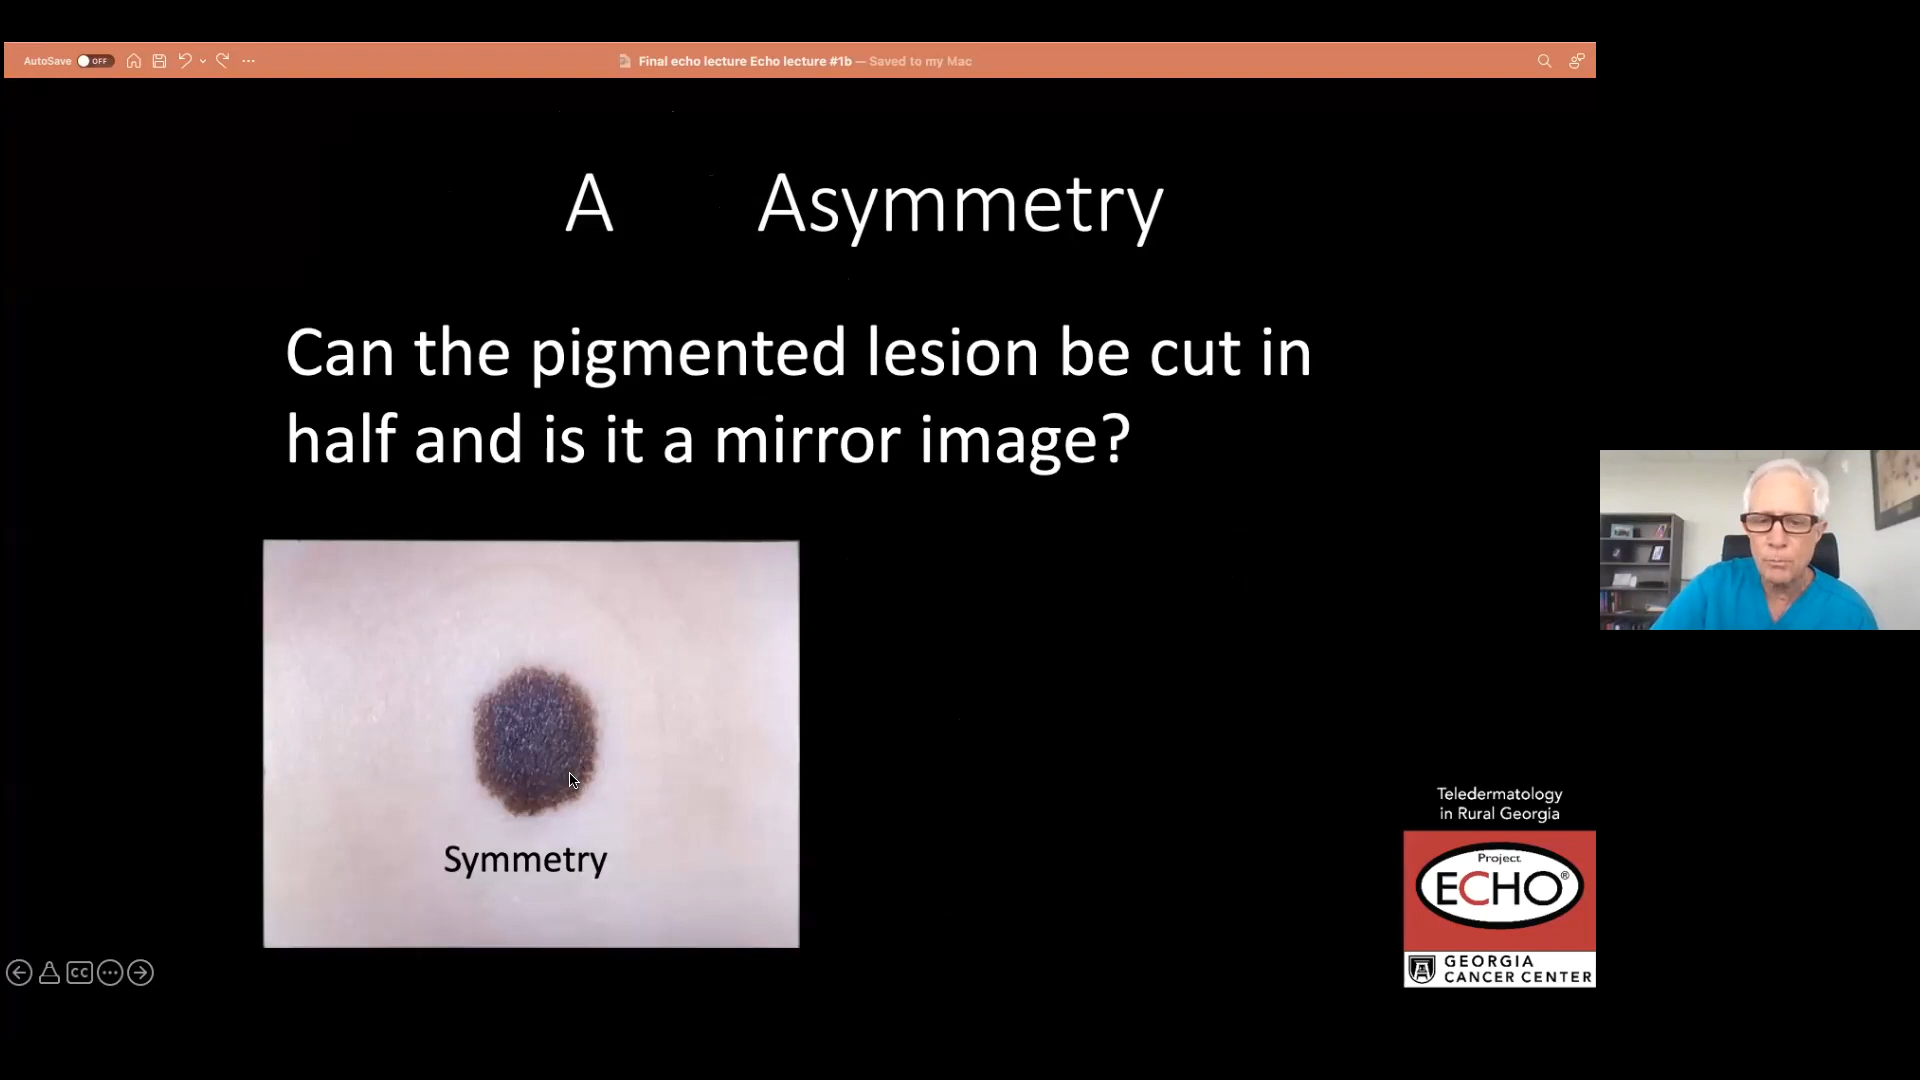 AutoSave OFF
Final echo lecture Echo lecture #1b — Saved to my Mac
A Asymmetry
Can the pigmented lesion be cut in
half and is it a mirror image?
Symmetry
Teledermatology
in Rural Georgia
Project
ECHO®
GEORGIA
CANCER CENTER
CC